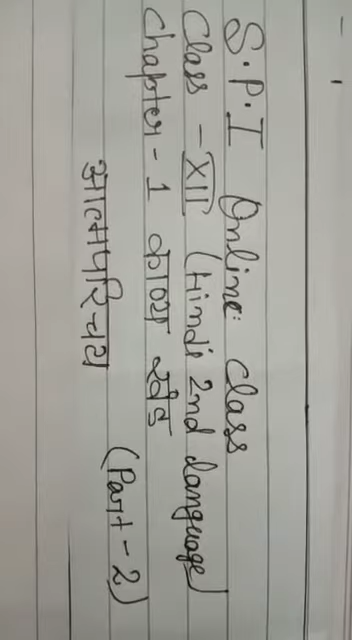 S.P.I Online: class
Class - XII (Hindi 2nd language)
Chapter - 1 काव्य खंड
आत्मपरिचय
(Part - 2)